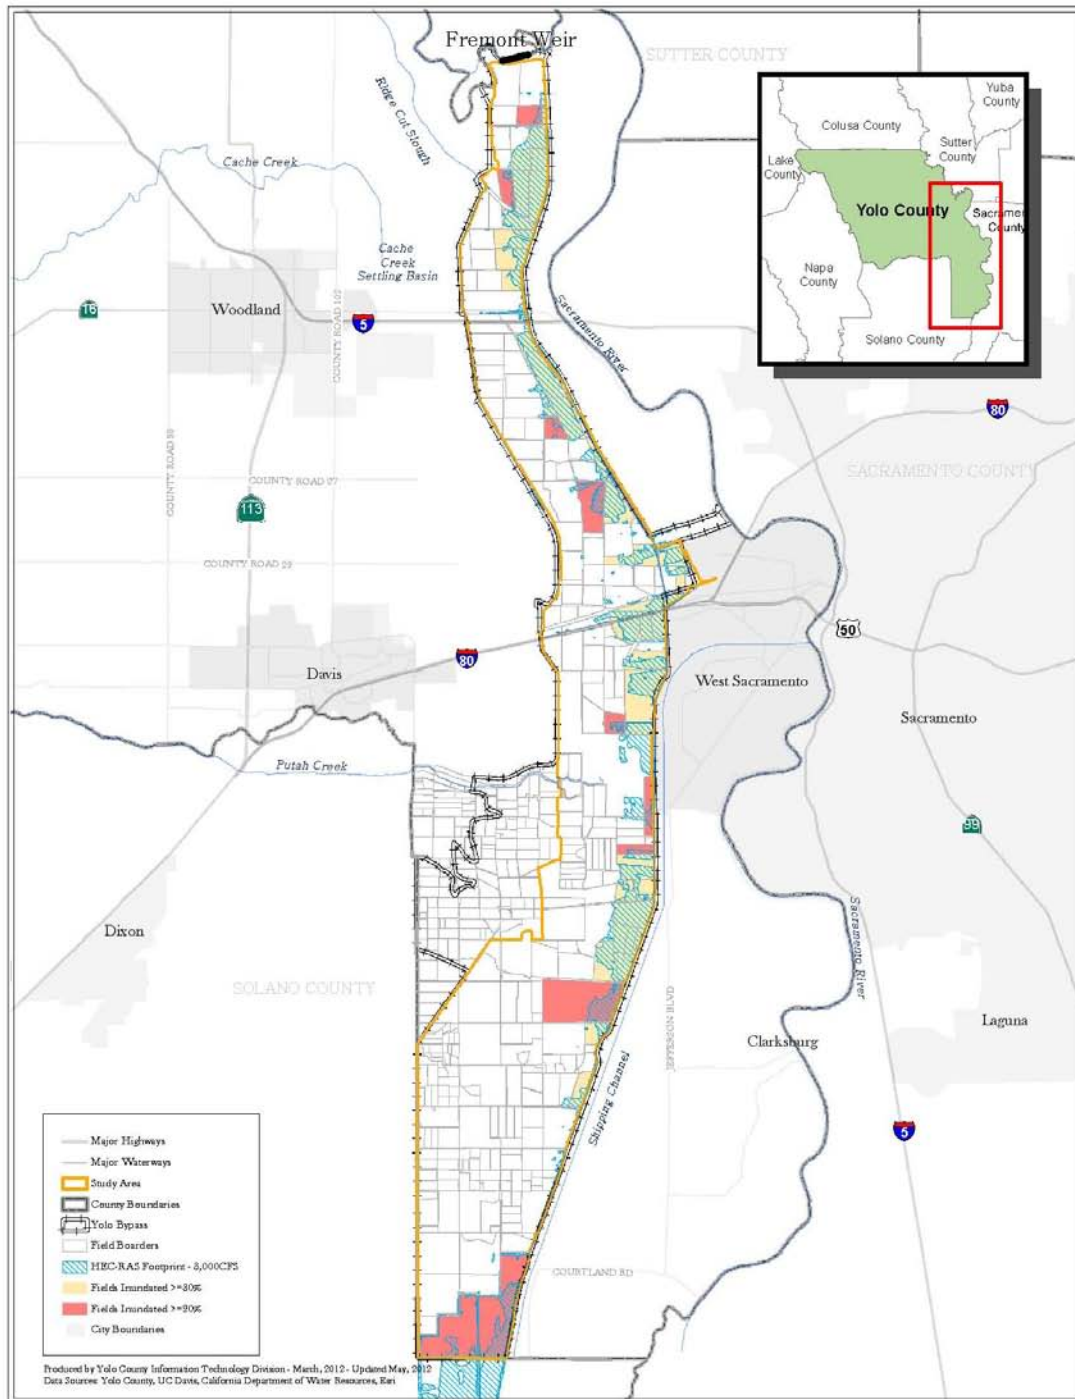 Fremont Weir
SUTTER COUNTY
Ridge Cut Slough
Cache Creek
Cache
Creek
Settling Basin
Woodland
16
5
COUNTY ROAD 102
Sacramento River
Yuba
County
Colusa County
Sutter
County
Lake
County
Yolo County
Sacramen
County
Napa
County
Solano County
80
SACRAMENTO COUNTY
COUNTY ROAD 27
113
COUNTY ROAD 29
50
80
Davis
West Sacramento
Sacramento
Putah Creek
99
Dixon
Sacramento River
SOLANO COUNTY
JEFFERSON BLVD
Laguna
Clarksburg
Shipping Channel
5
COURTLAND RD
Major Highways
Major Waterways
Study Area
County Boundaries
Yolo Bypass
Field Boarders
HEC-RAS Footprint - 3,000CFS
Fields Inundated >=30%
Fields Inundated >=90%
City Boundaries
Produced by Yolo County Information Technology Division - March, 2012 - Updated May, 2012
Data Sources: Yolo County, UC Davis, California Department of Water Resources, Esri